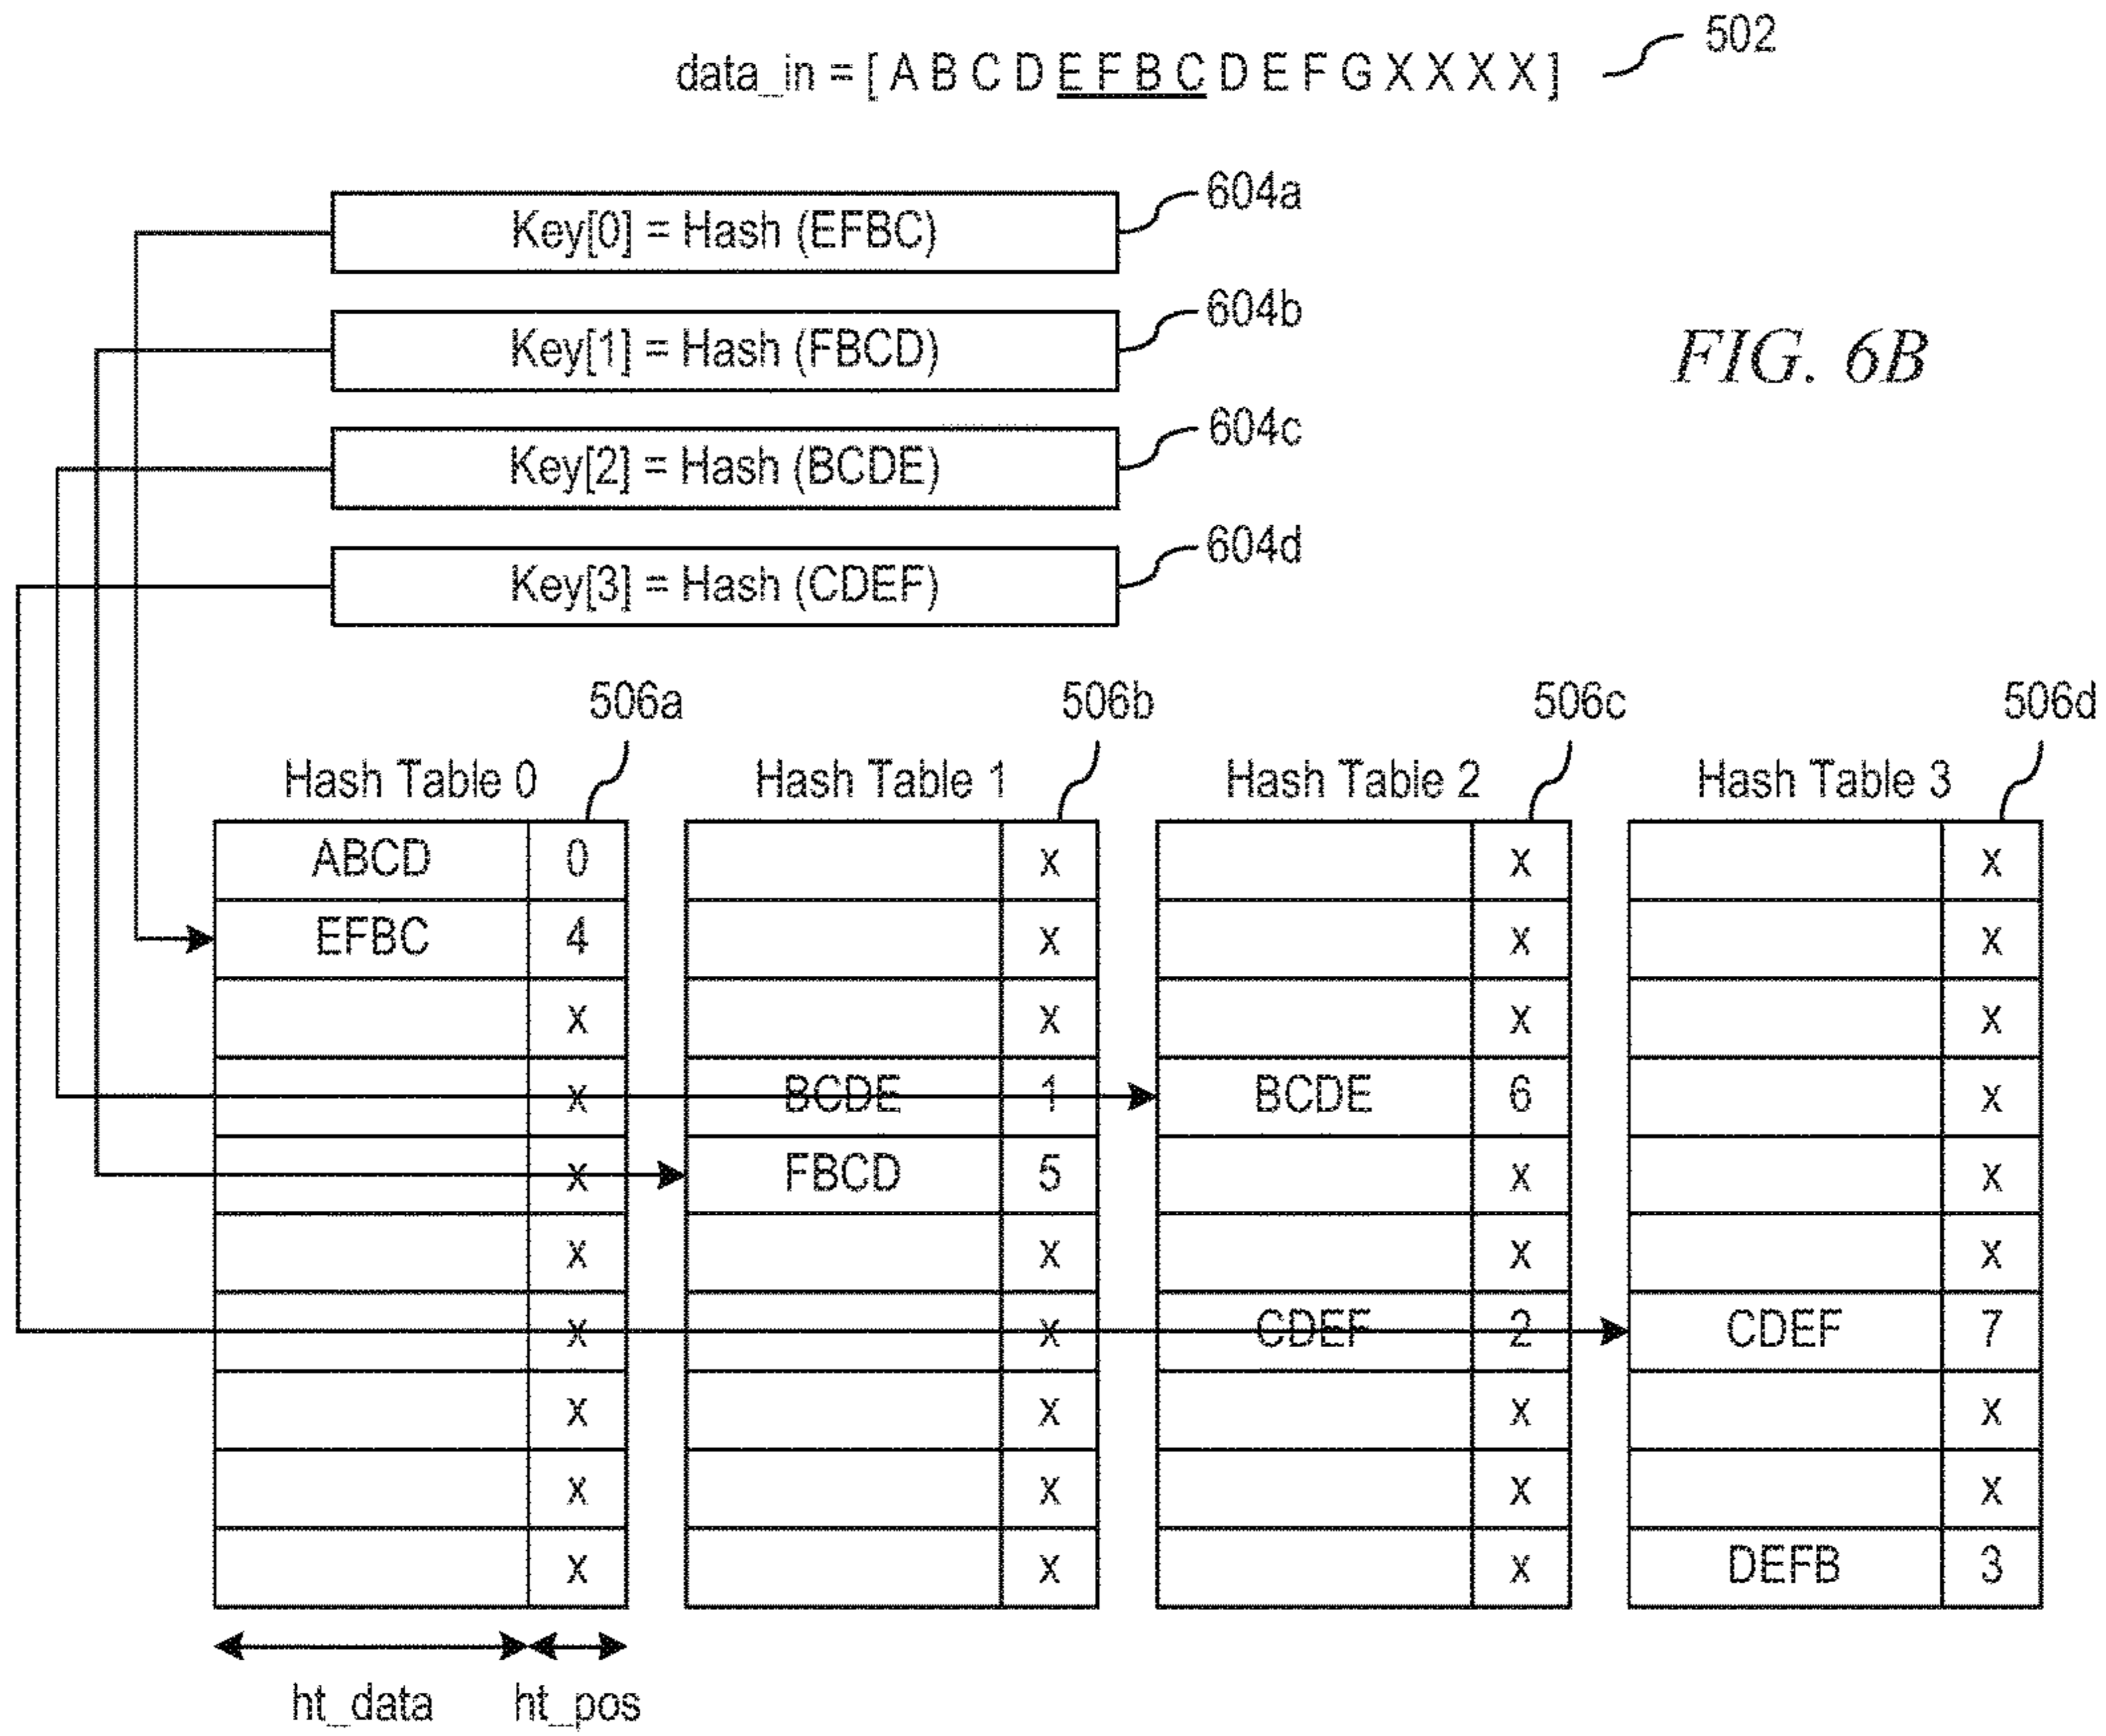 502
data_in = [ A B C D E F B C D E F G X X X X ]
604a
Key[0] = Hash (EFBC)
604b
Key[1] = Hash (FBCD)
FIG. 6B
604c
Key[2] = Hash (BCDE)
604d
Key[3] = Hash (CDEF)
506a 506b 506c 506d
Hash Table 0 Hash Table 1 Hash Table 2 Hash Table 3
ABCD 0 x x x
EFBC 4 x x x
x x x x
x BCDE 1 BCDE 6 x
x FBCD 5 x x
x x x x
x x CDEF 2 CDEF 7
x x x x
x x x x
x x x DEFB 3
ht_data ht_pos